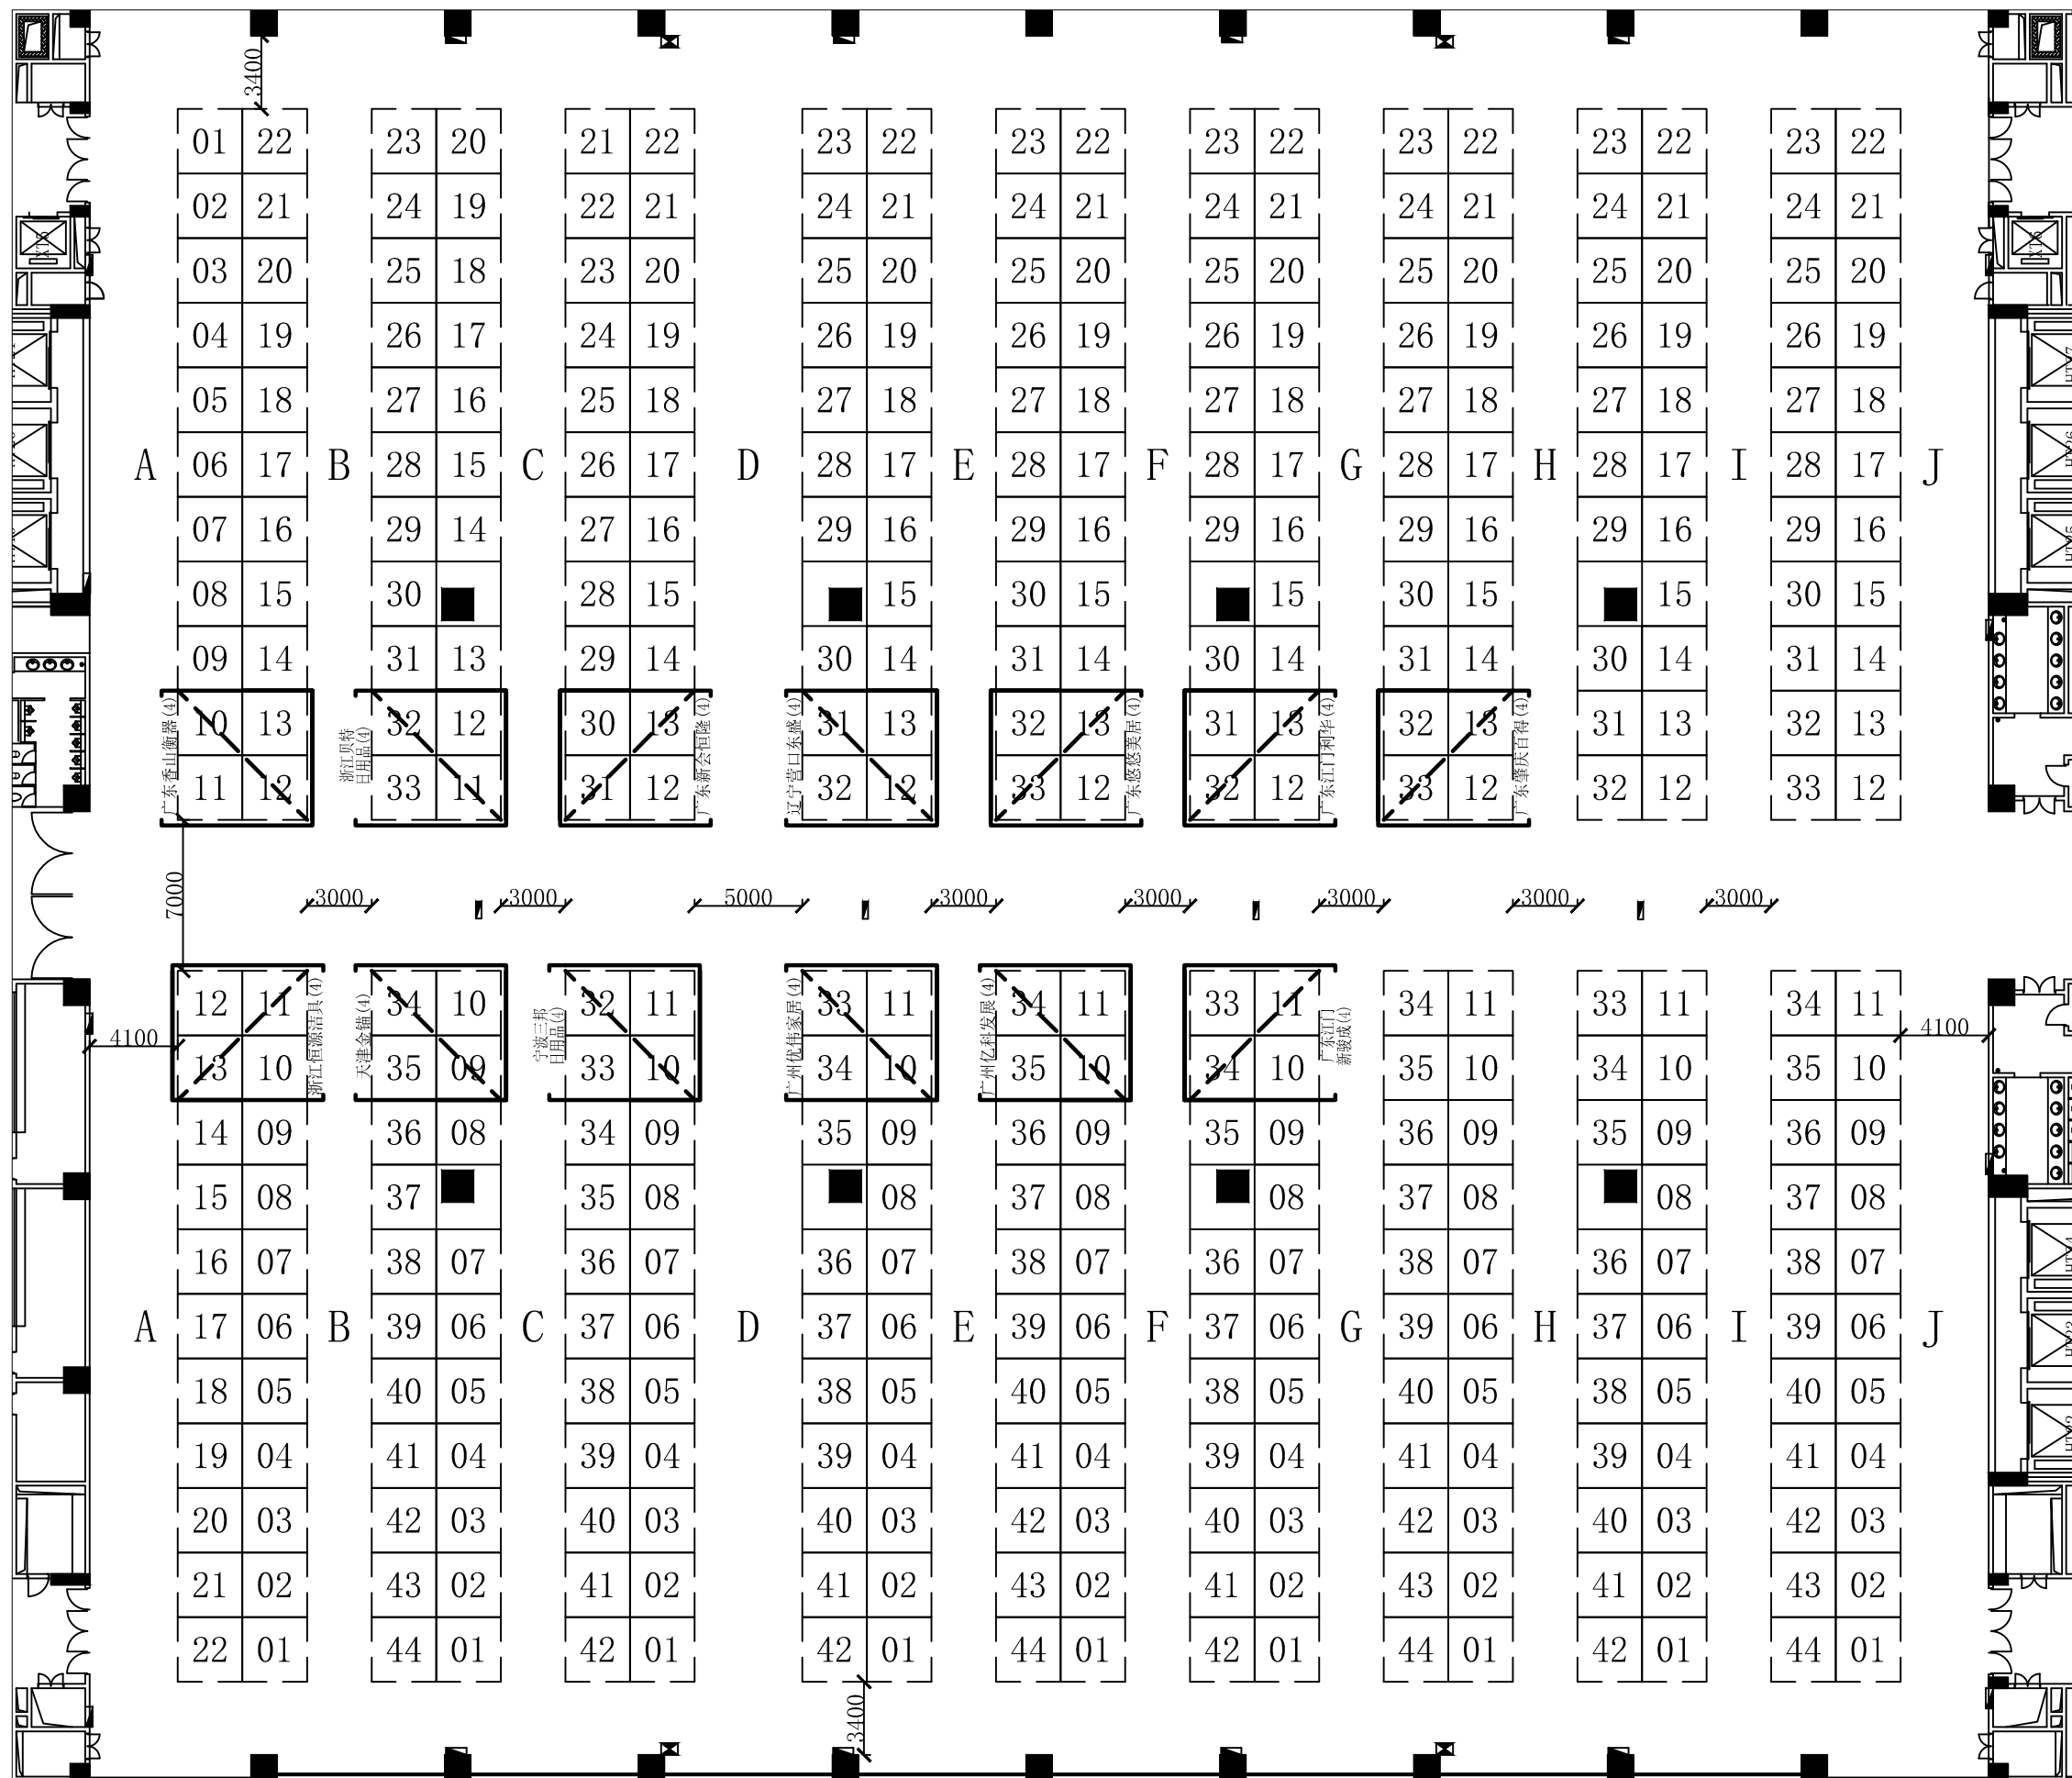 3400
01 22 23 20 21 22 23 22 23 22 23 22 23 22 23 22 23 22
02 21 24 19 22 21 24 21 24 21 24 21 24 21 24 21 24 21
XT5
XT6
03 20 25 18 23 20 25 20 25 20 25 20 25 20 25 20 25 20
04 19 26 17 24 19 26 19 26 19 26 19 26 19 26 19 26 19
05 18 27 16 25 18 27 18 27 18 27 18 27 18 27 18 27 18
A 06 17 B 28 15 C 26 17 D 28 17 E 28 17 F 28 17 G 28 17 H 28 17 I 28 17 J
07 16 29 14 27 16 29 16 29 16 29 16 29 16 29 16 29 16
08 15 30 28 15 15 30 15 15 30 15 15 30 15
09 14 31 13 29 14 30 14 31 14 30 14 31 14 30 14 31 14
10 13 32 12 30 13 31 13 32 13 31 13 32 13 31 13 32 13
11 12 33 11 31 12 32 12 33 12 32 12 33 12 32 12 33 12
广东香山衡器(4)
浙江贝特
日用品(4)
广东新会恒隆(4)
辽宁营口东盛(4)
广东悠悠美居(4)
广东江门利华(4)
广东肇庆百得(4)
7000
3000 3000 5000 3000 3000 3000 3000 3000
12 11 34 10 32 11 33 11 34 11 33 11 34 11 33 11 34 11
4100
4100
13 10 35 09 33 10 34 10 35 10 34 10 35 10 34 10 35 10
浙江恒源洁具(4)
天津金锚(4)
宁波三邦
日用品(4)
广州优伟家居(4)
广州亿科发展(4)
广东江门
新骏成(4)
14 09 36 08 34 09 35 09 36 09 35 09 36 09 35 09 36 09
15 08 37 35 08 08 37 08 08 37 08 08 37 08
16 07 38 07 36 07 36 07 38 07 36 07 38 07 36 07 38 07
A 17 06 B 39 06 C 37 06 D 37 06 E 39 06 F 37 06 G 39 06 H 37 06 I 39 06 J
18 05 40 05 38 05 38 05 40 05 38 05 40 05 38 05 40 05
19 04 41 04 39 04 39 04 41 04 39 04 41 04 39 04 41 04
20 03 42 03 40 03 40 03 42 03 40 03 42 03 40 03 42 03
21 02 43 02 41 02 41 02 43 02 41 02 43 02 41 02 43 02
22 01 44 01 42 01 42 01 44 01 42 01 44 01 42 01 44 01
3400